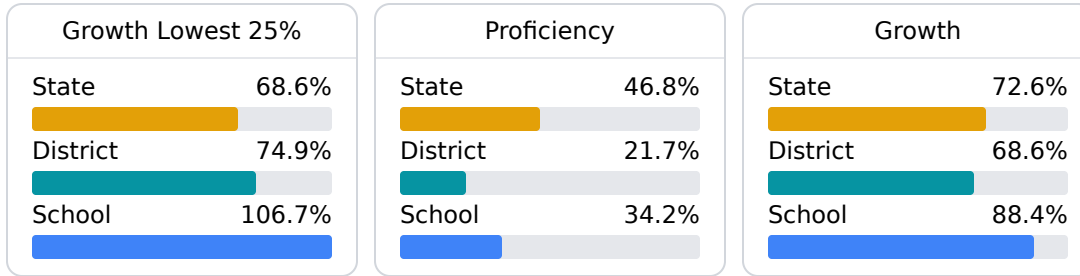 Growth Lowest 25%
State 68.6%
District 74.9%
School 106.7%
Proficiency
State 46.8%
District 21.7%
School 34.2%
Growth
State 72.6%
District 68.6%
School 88.4%